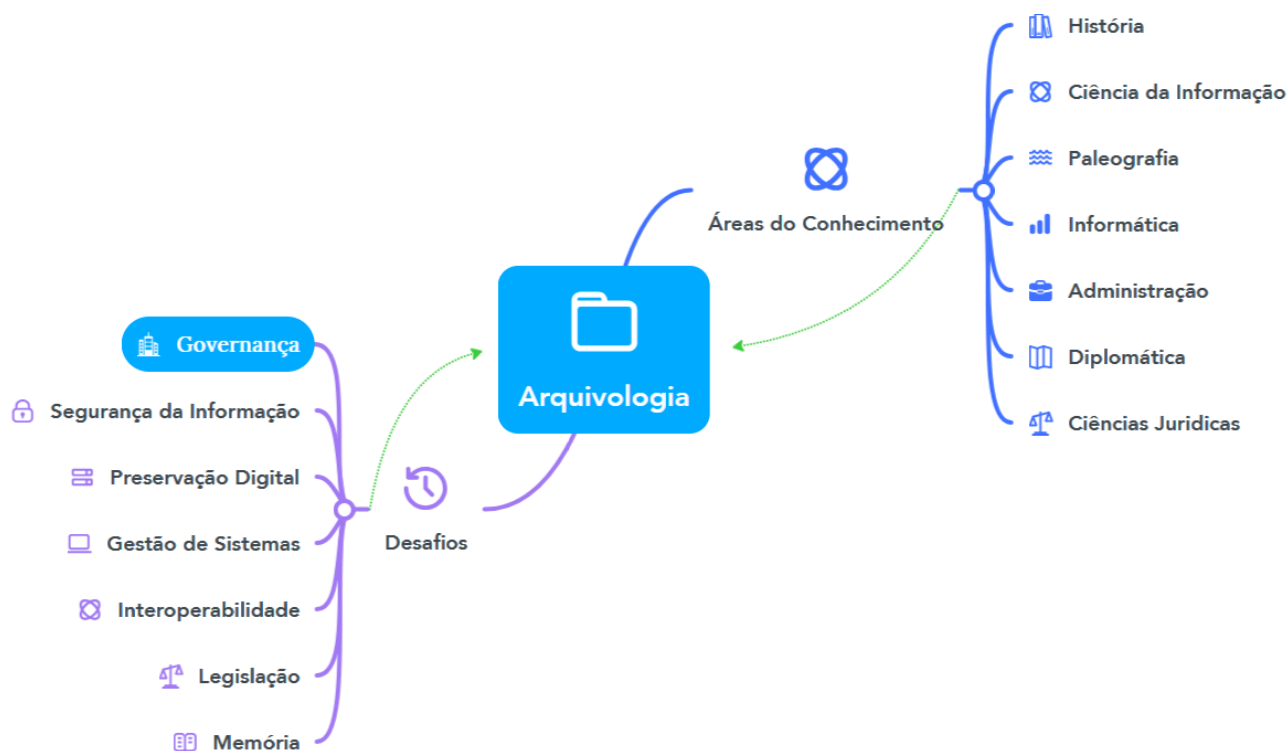 História
Ciência da Informação
Paleografia
Áreas do Conhecimento
Informática
Administração
Diplomática
Ciências Juridicas
Arquivologia
Governança
Segurança da Informação
Preservação Digital
Gestão de Sistemas
Desafios
Interoperabilidade
Legislação
Memória